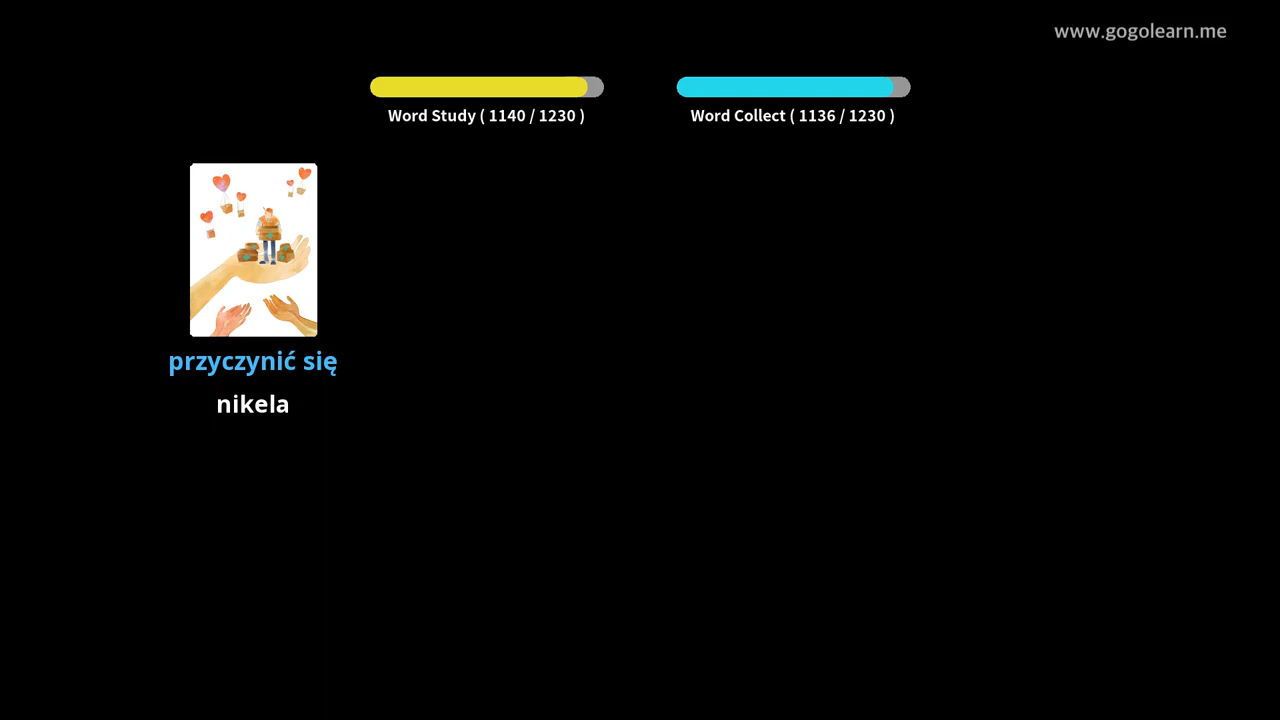 www.gogolearn.me
Word Study ( 1140 / 1230 )
Word Collect ( 1136 / 1230 )
przyczynić się
nikela